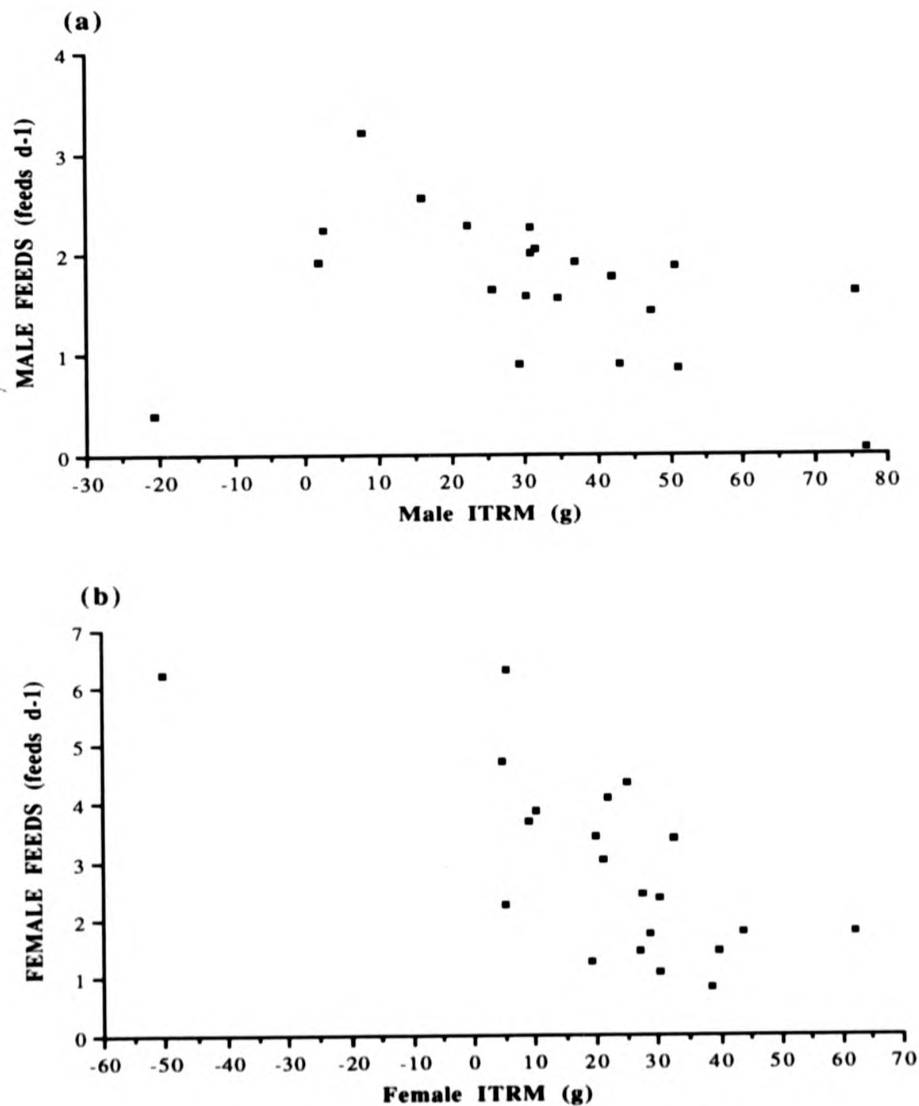 (a)
MALE FEEDS (feeds d-1)
4
3
2
1
0
-30 -20 -10 0 10 20 30 40 50 60 70 80
Male ITRM (g)
(b)
FEMALE FEEDS (feeds d-1)
7
6
5
4
3
2
1
0
-60 -50 -40 -30 -20 -10 0 10 20 30 40 50 60 70
Female ITRM (g)